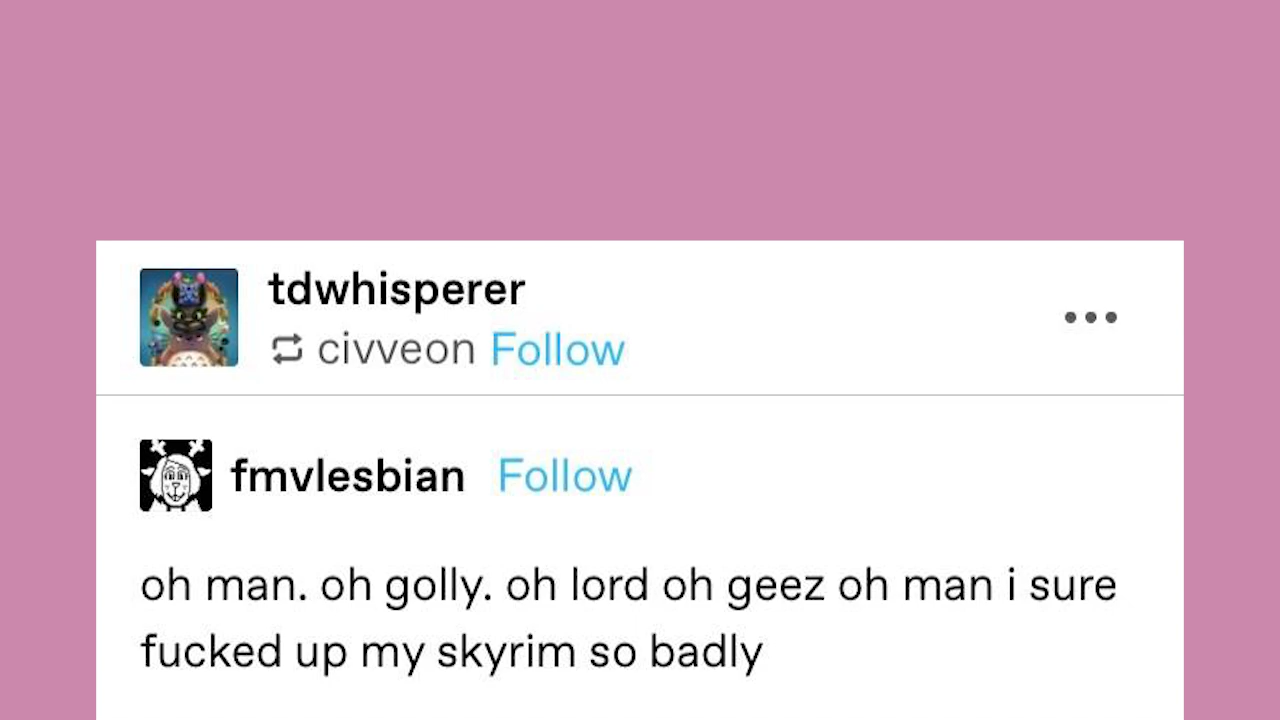 tdwhisperer
civveon Follow
fmvlesbian Follow
oh man. oh golly. oh lord oh geez oh man i sure
fucked up my skyrim so badly